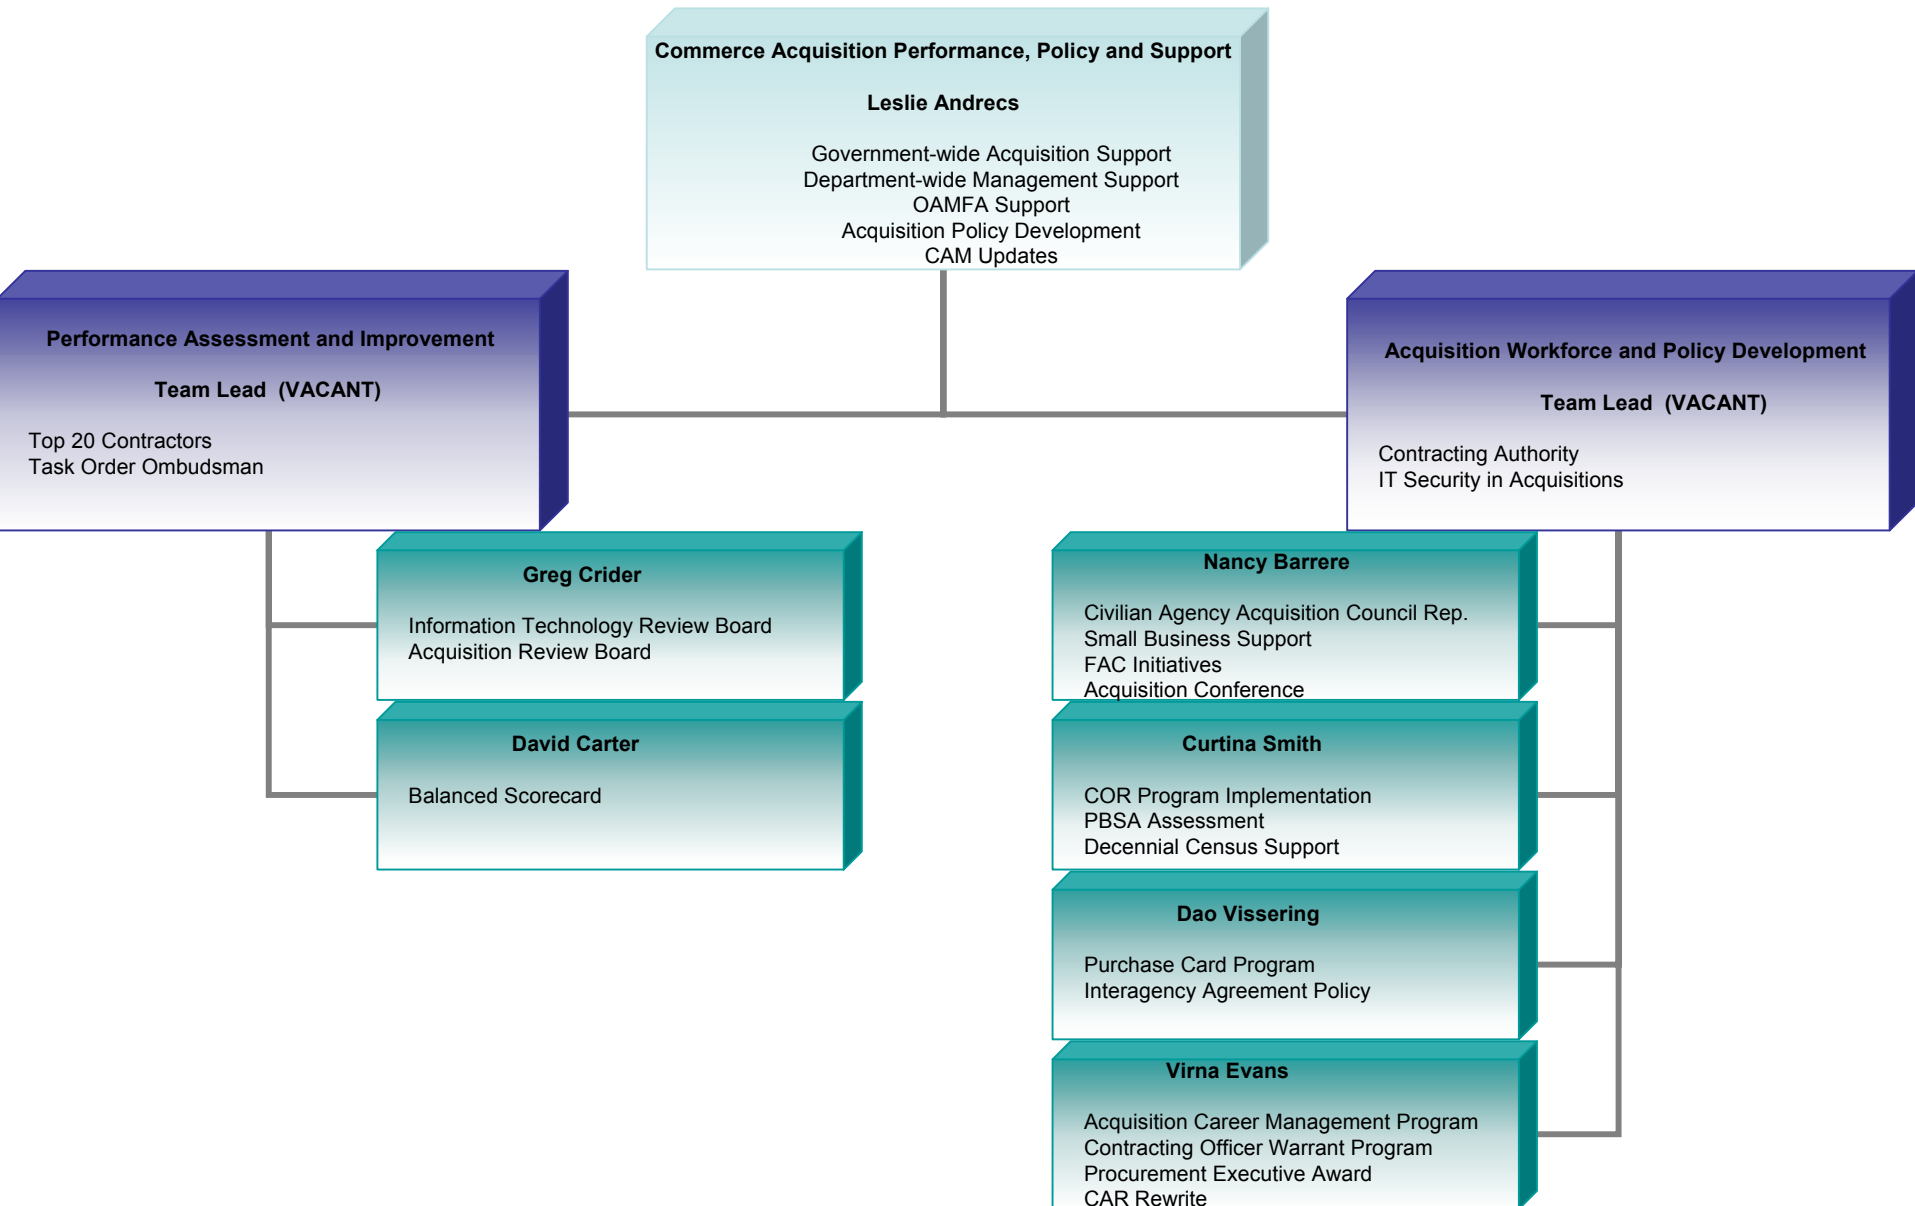 Commerce Acquisition Performance, Policy and Support
Leslie Andrecs
Government-wide Acquisition Support
Department-wide Management Support
OAMFA Support
Acquisition Policy Development
CAM Updates
Performance Assessment and Improvement
Team Lead (VACANT)
Top 20 Contractors
Task Order Ombudsman
Acquisition Workforce and Policy Development
Team Lead (VACANT)
Contracting Authority
IT Security in Acquisitions
Greg Crider
Information Technology Review Board
Acquisition Review Board
David Carter
Balanced Scorecard
Nancy Barrere
Civilian Agency Acquisition Council Rep.
Small Business Support
FAC Initiatives
Acquisition Conference
Curtina Smith
COR Program Implementation
PBSA Assessment
Decennial Census Support
Dao Vissering
Purchase Card Program
Interagency Agreement Policy
Virna Evans
Acquisition Career Management Program
Contracting Officer Warrant Program
Procurement Executive Award
CAR Rewrite